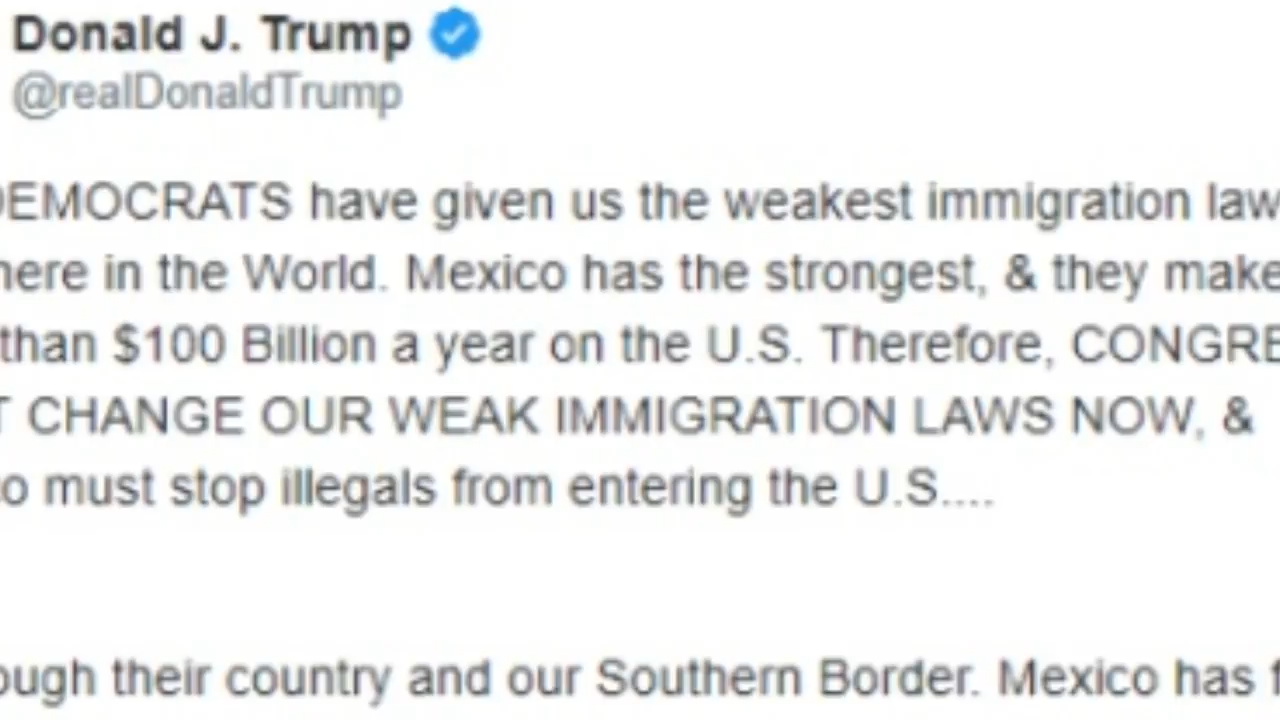 Donald J. Trump
@realDonaldTrump
DEMOCRATS have given us the weakest immigration law
here in the World. Mexico has the strongest, & they make
than $100 Billion a year on the U.S. Therefore, CONGRE
T CHANGE OUR WEAK IMMIGRATION LAWS NOW, &
co must stop illegals from entering the U.S....
ough their country and our Southern Border. Mexico has f